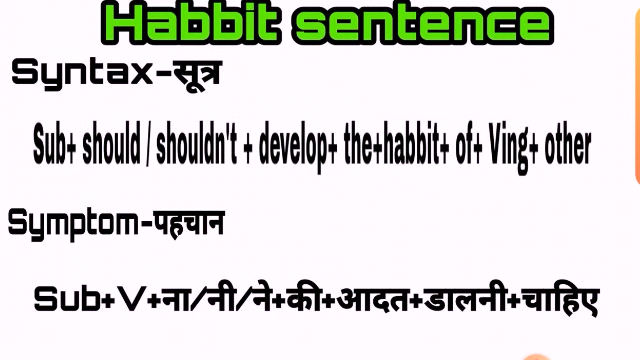 Habbit sentence
Syntax-सूत्र
Sub+ should / shouldn't + develop+ the+habbit+ of+ Ving+ other
Symptom-पहचान
Sub+V+ना/नी/ने+की+आदत+डालनी+चाहिए